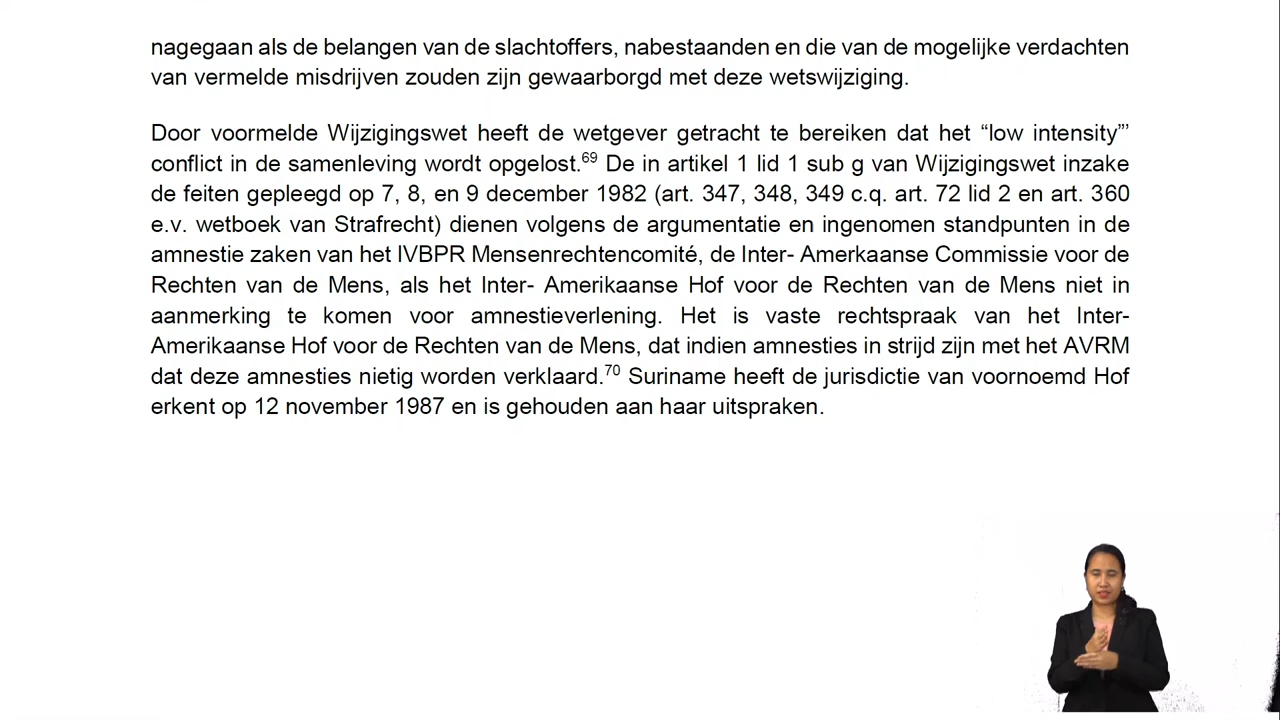 nagegaan als de belangen van de slachtoffers, nabestaanden en die van de mogelijke verdachten
van vermelde misdrijven zouden zijn gewaarborgd met deze wetswijziging.
Door voormelde Wijzigingswet heeft de wetgever getracht te bereiken dat het “low intensity”’
conflict in de samenleving wordt opgelost.69 De in artikel 1 lid 1 sub g van Wijzigingswet inzake
de feiten gepleegd op 7, 8, en 9 december 1982 (art. 347, 348, 349 c.q. art. 72 lid 2 en art. 360
e.v. wetboek van Strafrecht) dienen volgens de argumentatie en ingenomen standpunten in de
amnestie zaken van het IVBPR Mensenrechtencomité, de Inter- Amerkaanse Commissie voor de
Rechten van de Mens, als het Inter- Amerikaanse Hof voor de Rechten van de Mens niet in
aanmerking te komen voor amnestieverlening. Het is vaste rechtspraak van het Inter-
Amerikaanse Hof voor de Rechten van de Mens, dat indien amnesties in strijd zijn met het AVRM
dat deze amnesties nietig worden verklaard.70 Suriname heeft de jurisdictie van voornoemd Hof
erkent op 12 november 1987 en is gehouden aan haar uitspraken.